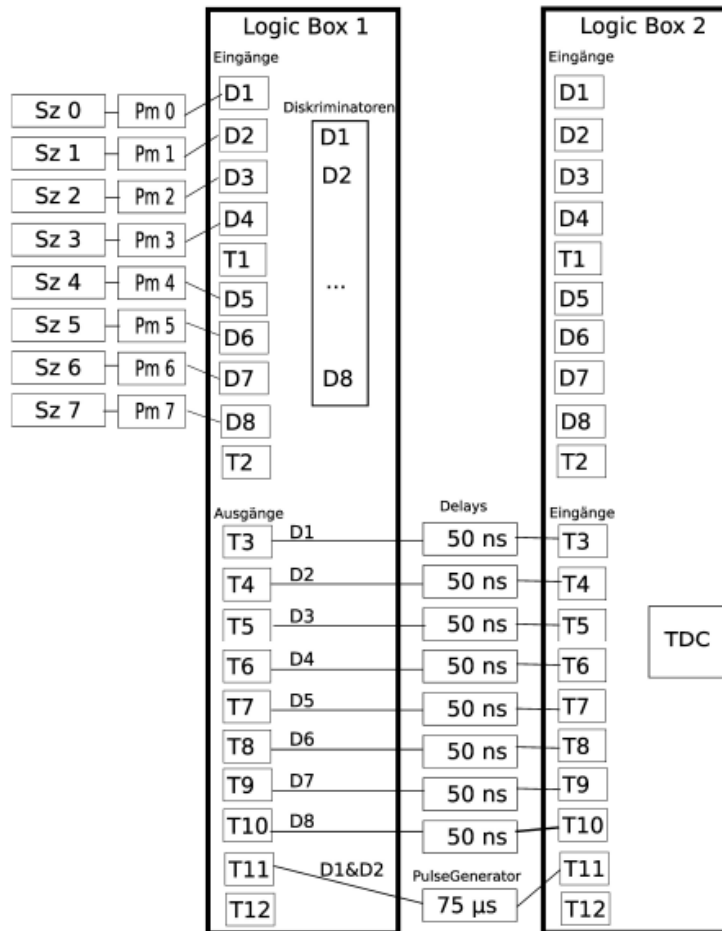 Logic Box 1
Logic Box 2
Eingänge
Eingänge
Sz 0 Pm 0 D1 D1
Diskriminatoren
Sz 1 Pm 1 D2 D1 D2
Sz 2 Pm 2 D3 D2 D3
Sz 3 Pm 3 D4 D4
T1 T1
Sz 4 Pm 4 D5 ... D5
Sz 5 Pm 5 D6 D6
Sz 6 Pm 6 D7 D8 D7
Sz 7 Pm 7 D8 D8
T2 T2
Ausgänge Delays Eingänge
T3 D1 50 ns T3
T4 D2 50 ns T4
T5 D3 50 ns T5
TDC
T6 D4 50 ns T6
T7 D5 50 ns T7
T8 D6 50 ns T8
T9 D7 50 ns T9
T10 D8 50 ns T10
T11 D1&D2 PulseGenerator T11
T12 75 µs T12